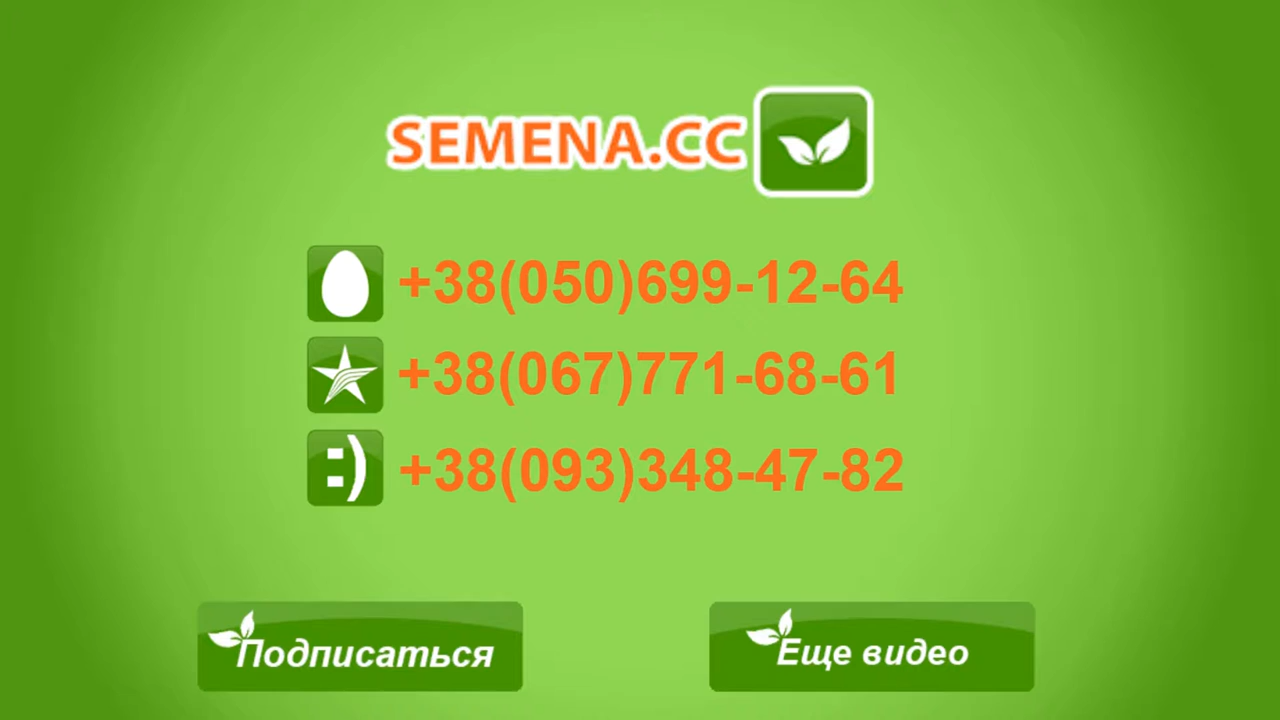 SEMENA.CC
+38(050)699-12-64
+38(067)771-68-61
:) +38(093)348-47-82
Подписаться
Еще видео